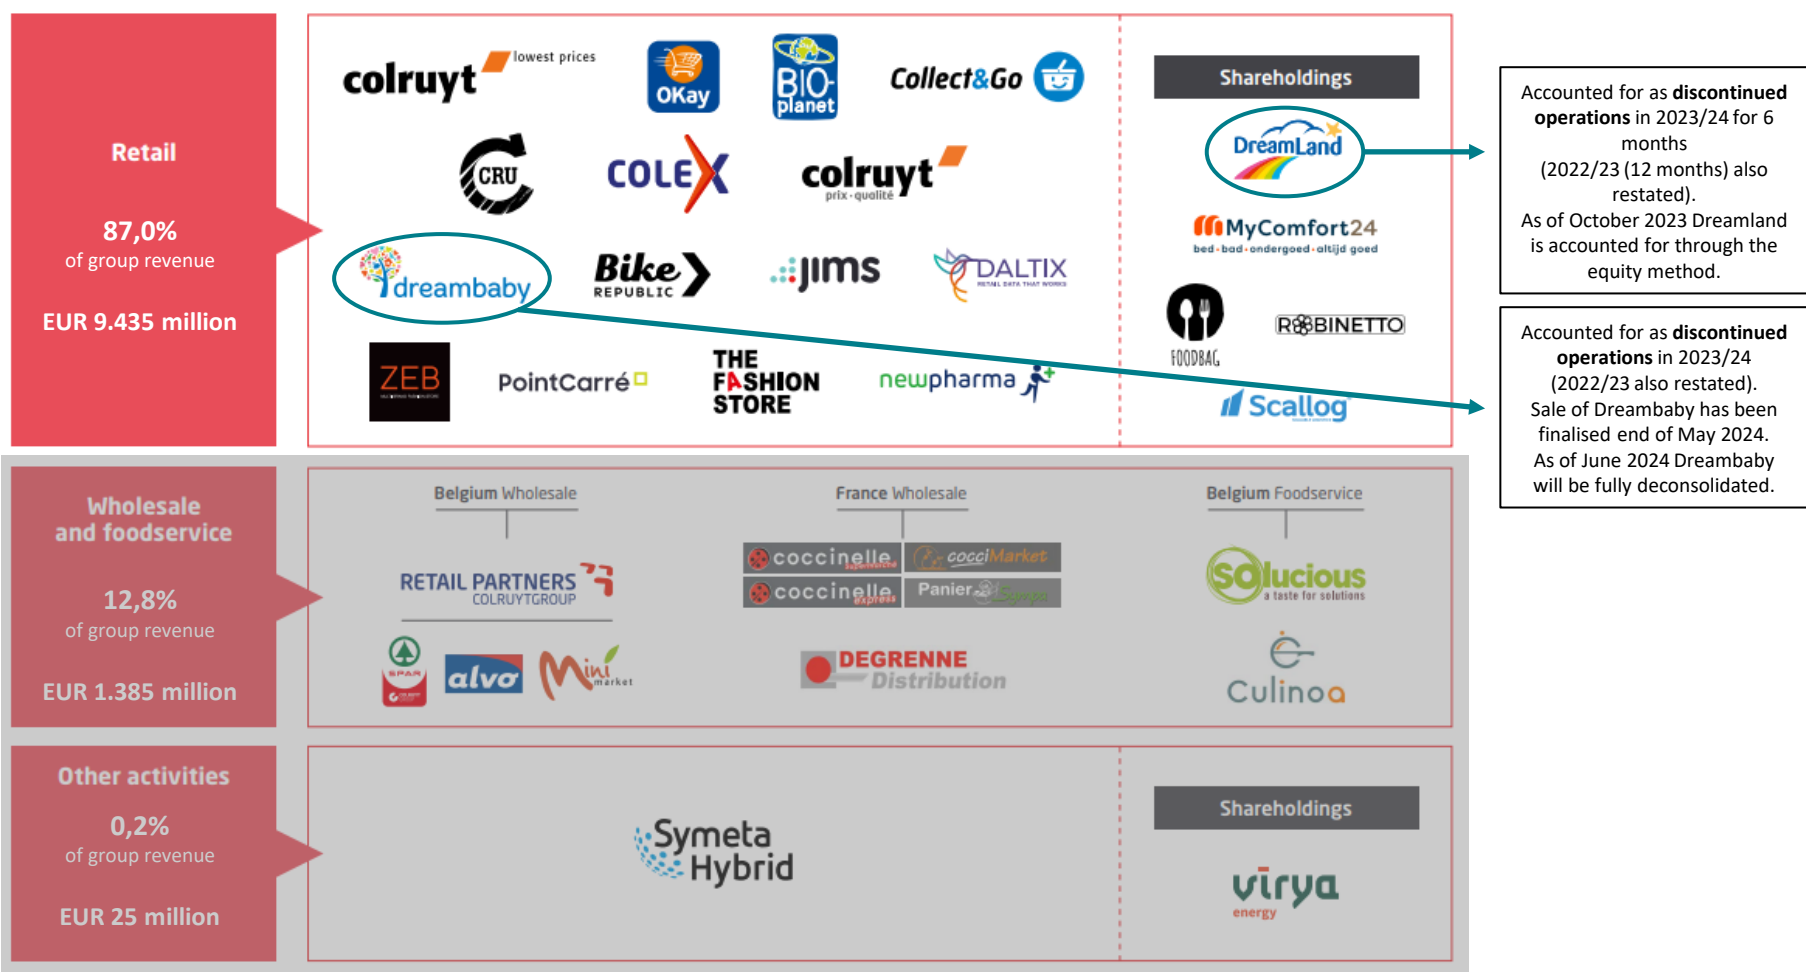 Retail
87,0%
of group revenue
EUR 9.435 million
colruyt lowest prices
OKay
BIO-
planet
Collect&Go
CRU
COLEX
colruyt
prix-qualité
dreambaby
Bike
REPUBLIC
JIMS
DALTIX
RETAIL DATA THAT WORKS
ZEB
PointCarré
THE
FASHION
STORE
newpharma
Shareholdings
DreamLand
MyComfort24
bed•bad•ondergoed•altijd goed
FOODBAG
ROBINETTO
Scallog
Accounted for as discontinued
operations in 2023/24 for 6
months
(2022/23 (12 months) also
restated).
As of October 2023 Dreamland
is accounted for through the
equity method.
Accounted for as discontinued
operations in 2023/24
(2022/23 also restated).
Sale of Dreambaby has been
finalised end of May 2024.
As of June 2024 Dreambaby
will be fully deconsolidated.
Wholesale
and foodservice
12,8%
of group revenue
EUR 1.385 million
Belgium Wholesale
RETAIL PARTNERS
COLRUYTGROUP
SPAR
alvo
Mini
market
France Wholesale
coccinelle
supermarché
cocciMarket
coccinelle
express
Panier Sympa
DEGRENNE
Distribution
Belgium Foodservice
solucious
a taste for solutions
Culinoa
Other activities
0,2%
of group revenue
EUR 25 million
Symeta
Hybrid
Shareholdings
virya
energy